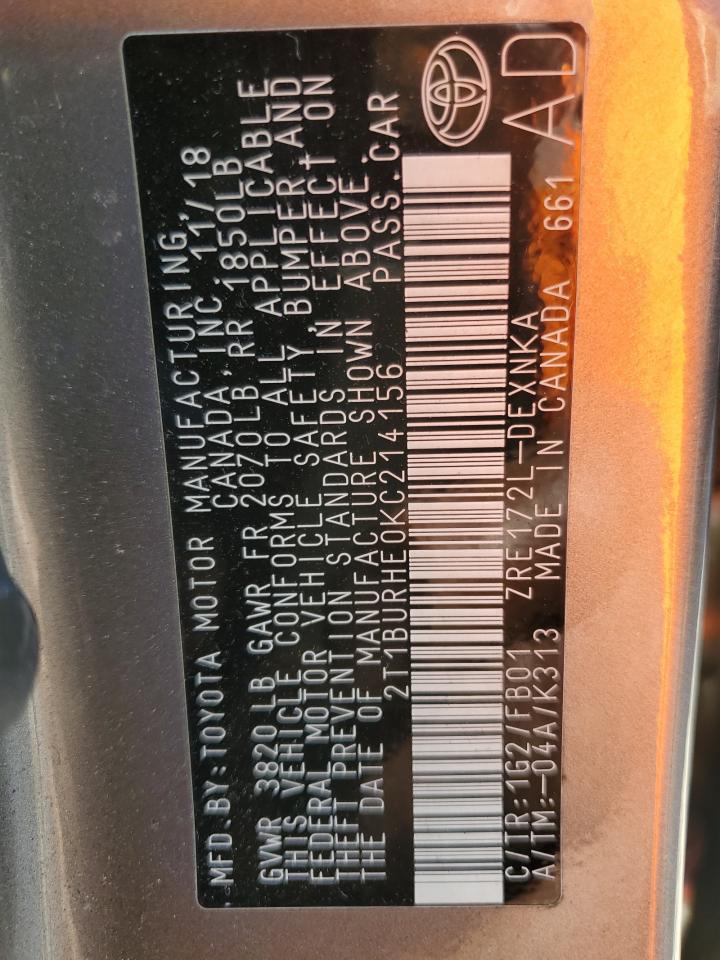 MFD.BY:TOYOTA MOTOR MANUFACTURING,
CANADA, INC. 11/18
GVWR 3820 LB GAWR FR 2070LB RR 1850LB
THIS VEHICLE CONFORMS TO ALL APPLICABLE
FEDERAL MOTOR VEHICLE SAFETY,BUMPER,AND
THEFT PREVENTION STANDARDS IN EFFECT ON
THE DATE OF MANUFACTURE SHOWN ABOVE.
2T1BURHE0KC214156 PASS.CAR
C/TR:1G2/FB01 ZRE172L-DEXNKA
A/TM:-04A/K313 MADE IN CANADA 661 AD